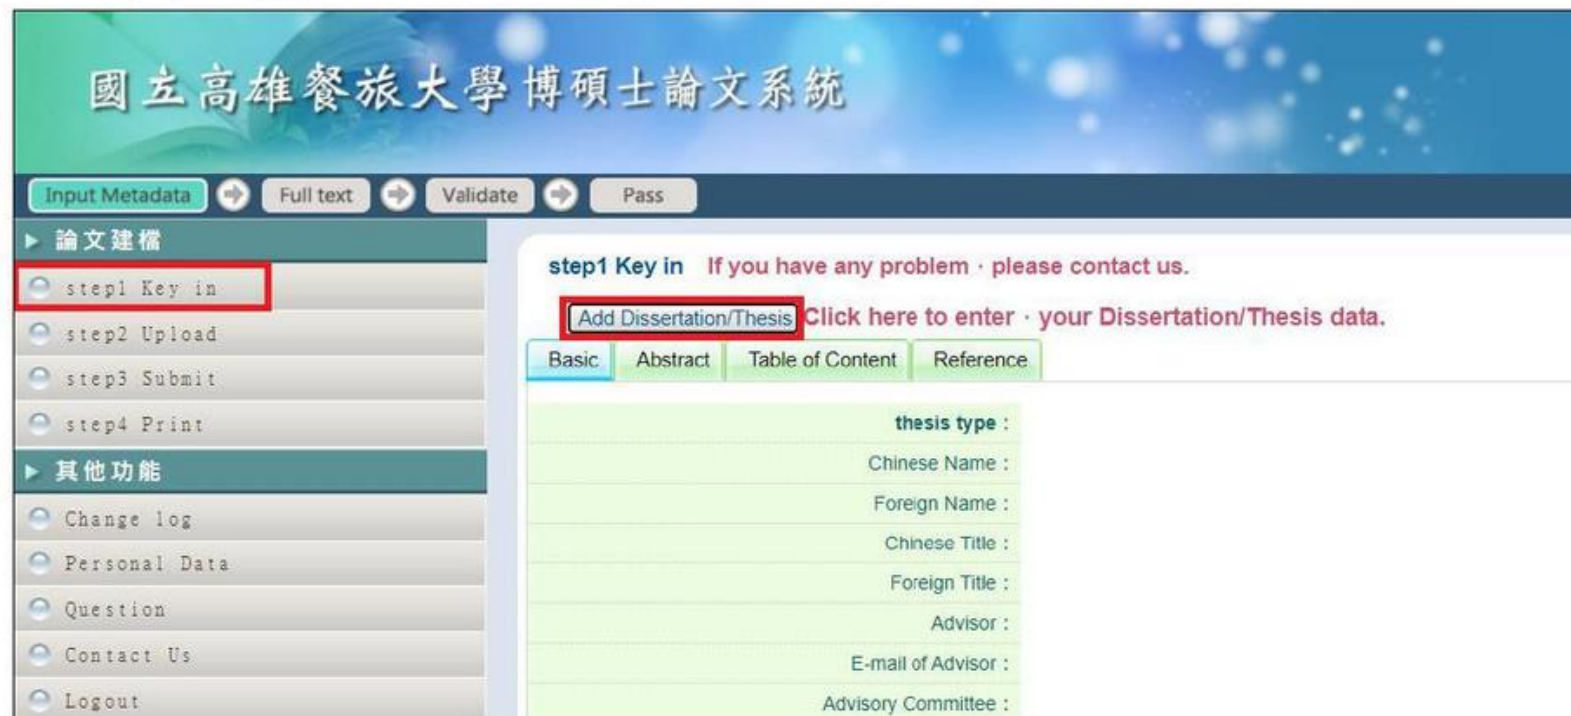 國立高雄餐旅大學博碩士論文系統
Input Metadata Full text Validate Pass
論文建檔
step1 Key in
step2 Upload
step3 Submit
step4 Print
其他功能
Change log
Personal Data
Question
Contact Us
Logout
step1 Key in If you have any problem，please contact us.
Add Dissertation/Thesis Click here to enter，your Dissertation/Thesis data.
Basic Abstract Table of Content Reference
thesis type：
Chinese Name：
Foreign Name：
Chinese Title：
Foreign Title：
Advisor：
E-mail of Advisor：
Advisory Committee：